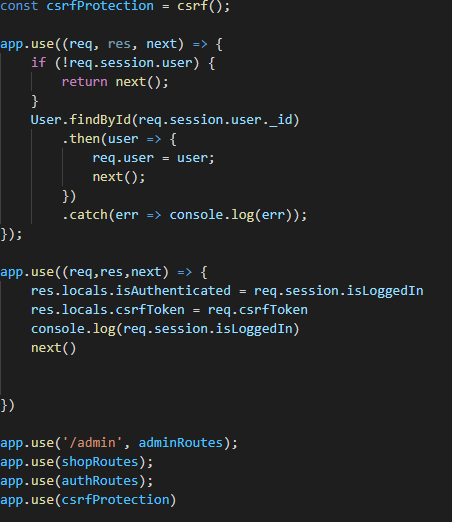 const csrfProtection = csrf();
app.use((req, res, next) => {
if (!req.session.user) {
return next();
}
User.findById(req.session.user._id)
.then(user => {
req.user = user;
next();
})
.catch(err => console.log(err));
});
app.use((req,res,next) => {
res.locals.isAuthenticated = req.session.isLoggedIn
res.locals.csrfToken = req.csrfToken
console.log(req.session.isLoggedIn)
next()
})
app.use('/admin', adminRoutes);
app.use(shopRoutes);
app.use(authRoutes);
app.use(csrfProtection)